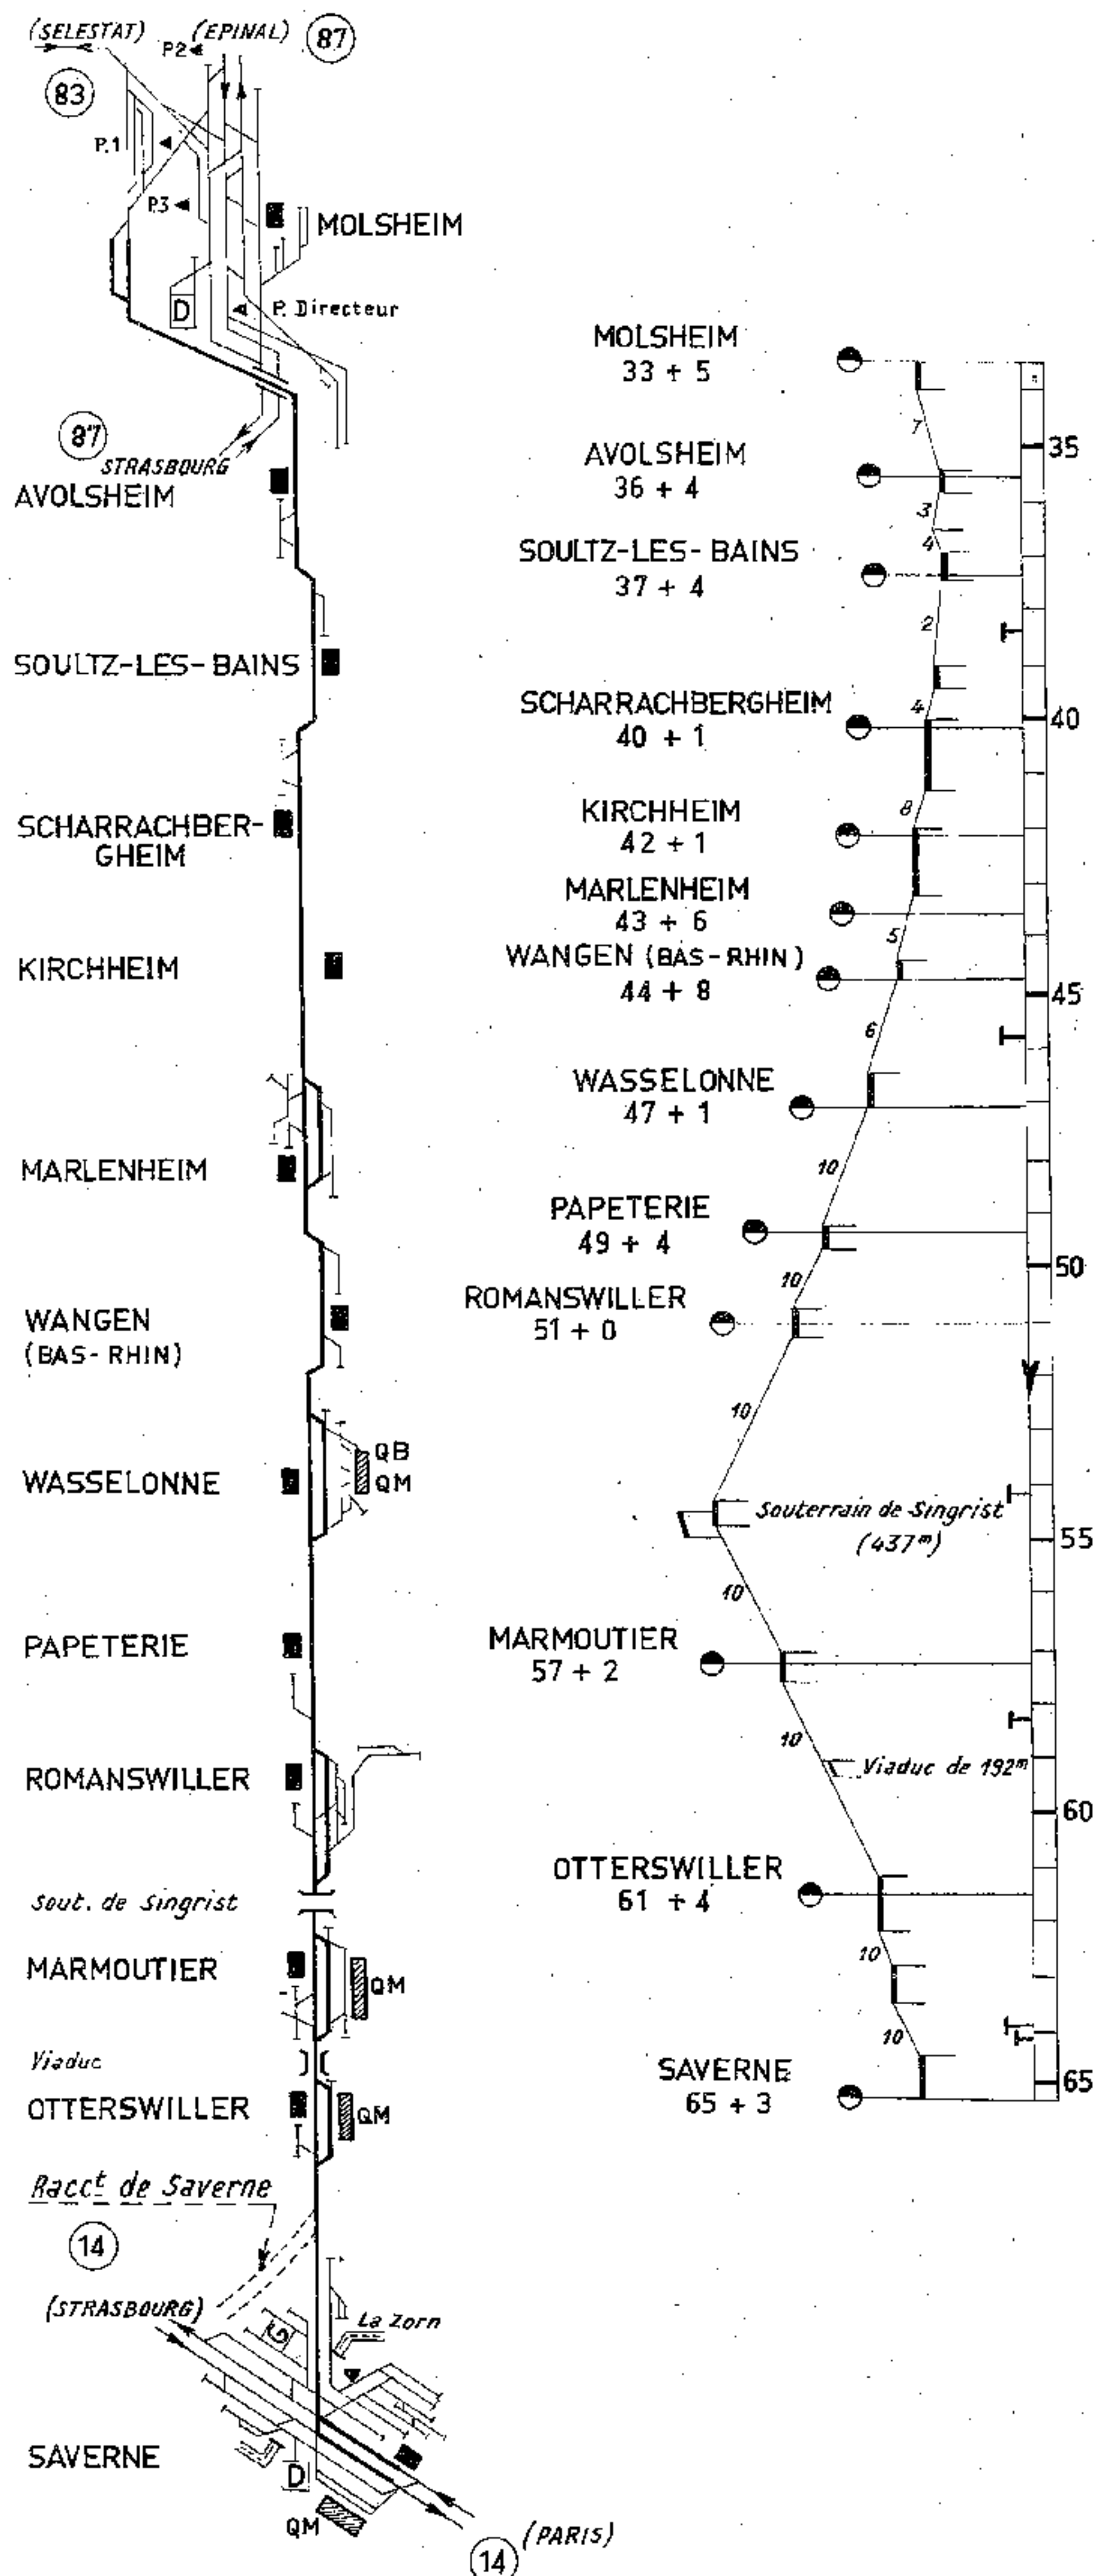 (SELESTAT)
(EPINAL)
87
P2
83
P.1
P.3
MOLSHEIM
D
P. Directeur
87
STRASBOURG
AVOLSHEIM
SOULTZ-LES-BAINS
SCHARRACHBER-
GHEIM
KIRCHHEIM
MARLENHEIM
WANGEN
(BAS-RHIN)
WASSELONNE
QB
QM
PAPETERIE
ROMANSWILLER
Sout. de Singrist
MARMOUTIER
QM
Viaduc
OTTERSWILLER
QM
Racct de Saverne
14
(STRASBOURG)
G
La Zorn
SAVERNE
D
QM
(PARIS)
14
MOLSHEIM
33 + 5
7
35
AVOLSHEIM
36 + 4
3
4
SOULTZ-LES-BAINS
37 + 4
2
4
SCHARRACHBERGHEIM
40 + 1
40
8
KIRCHHEIM
42 + 1
MARLENHEIM
43 + 6
5
WANGEN (BAS-RHIN)
44 + 8
45
6
WASSELONNE
47 + 1
10
PAPETERIE
49 + 4
50
10
ROMANSWILLER
51 + 0
10
Souterrain de Singrist
(437m)
55
10
MARMOUTIER
57 + 2
10
Viaduc de 192m
60
OTTERSWILLER
61 + 4
10
10
SAVERNE
65 + 3
65